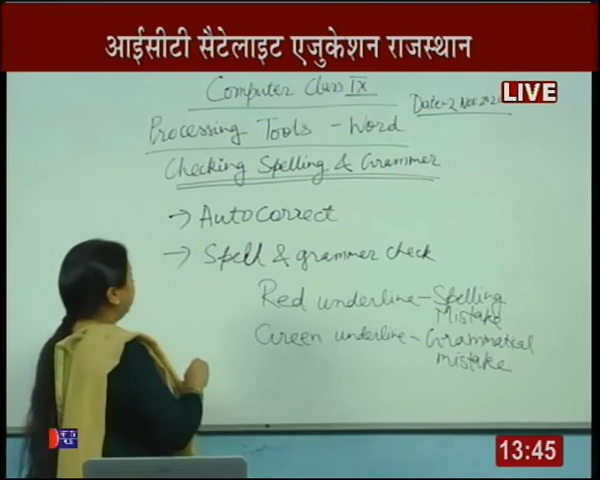 आईसीटी सैटेलाइट एजुकेशन राजस्थान
LIVE
Computer Class IX
Date-2 Nov
Processing Tools - Word
Checking Spelling & Grammer
→ AutoCorrect
→ Spell & grammer check
Red underline - Spelling
Mistake
Green underline - Grammatical
mistake
13:45